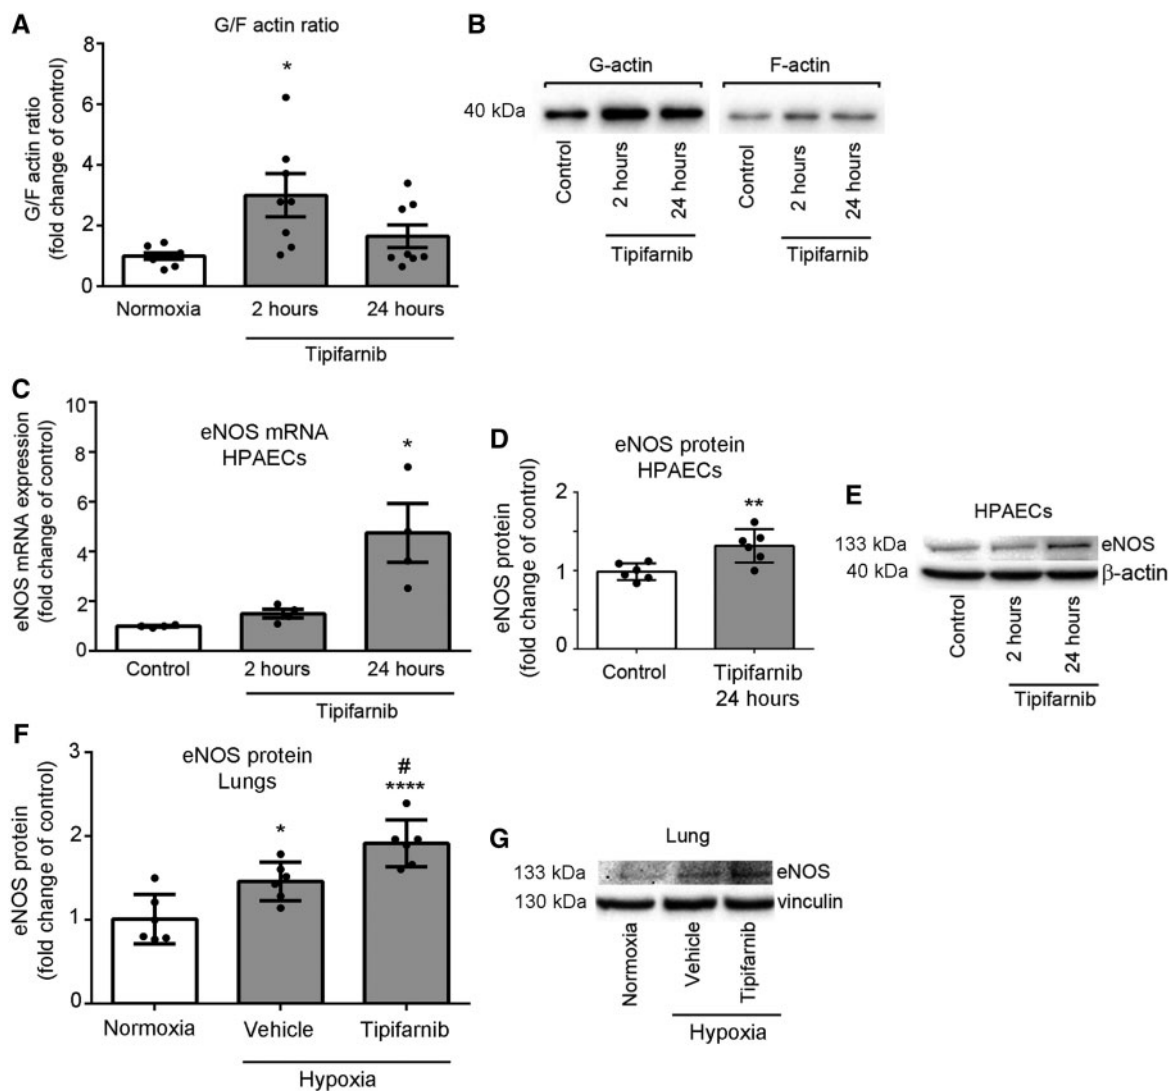 A
G/F actin ratio
G/F actin ratio
(fold change of control)
8
6
4
2
0
*
Normoxia
2 hours
24 hours
Tipifarnib
B
G-actin
F-actin
40 kDa
Control
2 hours
24 hours
Control
2 hours
24 hours
Tipifarnib
Tipifarnib
C
eNOS mRNA
HPAECs
eNOS mRNA expression
(fold change of control)
10
8
6
4
2
0
*
Control
2 hours
24 hours
Tipifarnib
D
eNOS protein
HPAECs
eNOS protein
(fold change of control)
2
1
0
**
Control
Tipifarnib
24 hours
E
HPAECs
133 kDa
eNOS
40 kDa
β-actin
Control
2 hours
24 hours
Tipifarnib
F
eNOS protein
Lungs
eNOS protein
(fold change of control)
3
2
1
0
*
#
****
Normoxia
Vehicle
Tipifarnib
Hypoxia
G
Lung
133 kDa
eNOS
130 kDa
vinculin
Normoxia
Vehicle
Tipifarnib
Hypoxia